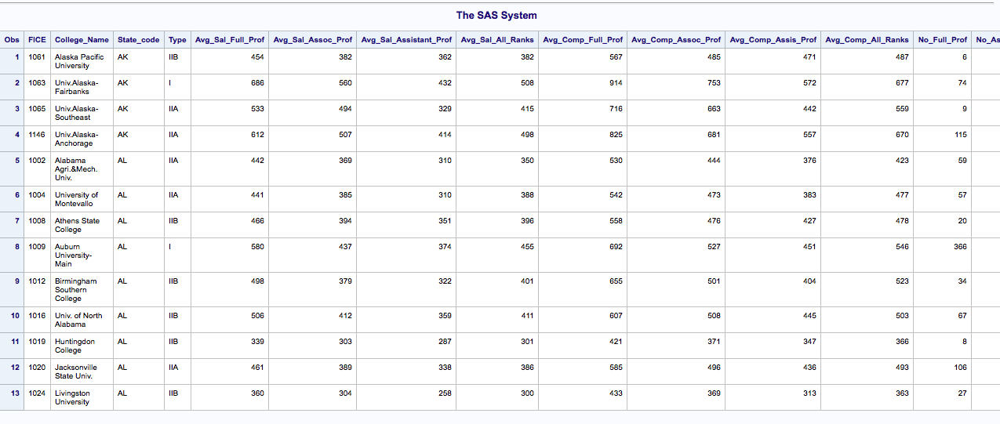 The SAS System
Obs FICE College_Name State_code Type Avg_Sal_Full_Prof Avg_Sal_Assoc_Prof Avg_Sal_Assistant_Prof Avg_Sal_All_Ranks Avg_Comp_Full_Prof Avg_Comp_Assoc_Prof Avg_Comp_Assis_Prof Avg_Comp_All_Ranks No_Full_Prof No_As
1 1061 Alaska Pacific AK IIB 454 382 362 382 567 485 471 487 6
University
2 1063 Univ.Alaska- AK I 686 560 432 508 914 753 572 677 74
Fairbanks
3 1065 Univ.Alaska- AK IIA 533 494 329 415 716 663 442 559 9
Southeast
4 1146 Univ.Alaska- AK IIA 612 507 414 498 825 681 557 670 115
Anchorage
5 1002 Alabama AL IIA 442 369 310 350 530 444 376 423 59
Agri.&Mech.
Univ.
6 1004 University of AL IIA 441 385 310 388 542 473 383 477 57
Montevallo
7 1008 Athens State AL IIB 466 394 351 396 558 476 427 478 20
College
8 1009 Auburn AL I 580 437 374 455 692 527 451 546 366
University-
Main
9 1012 Birmingham AL IIB 498 379 322 401 655 501 404 523 34
Southern
College
10 1016 Univ. of North AL IIB 506 412 359 411 607 508 445 503 67
Alabama
11 1019 Huntingdon AL IIB 339 303 287 301 421 371 347 366 8
College
12 1020 Jacksonville AL IIA 461 389 338 386 585 496 436 493 106
State Univ.
13 1024 Livingston AL IIB 360 304 258 300 433 369 313 363 27
University